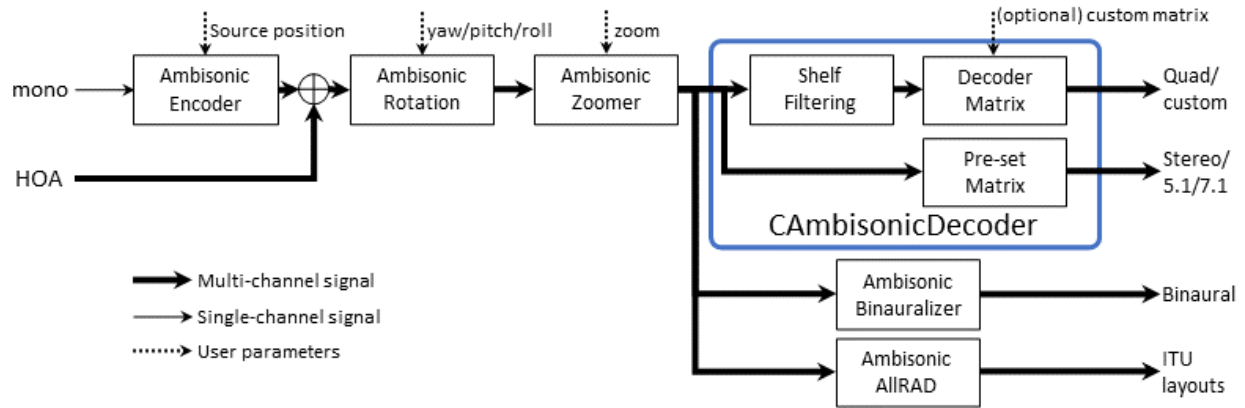 Source position
yaw/pitch/roll
zoom
(optional) custom matrix
mono
Ambisonic
Encoder
Ambisonic
Rotation
Ambisonic
Zoomer
Shelf
Filtering
Decoder
Matrix
Quad/
custom
HOA
Pre-set
Matrix
Stereo/
5.1/7.1
CAmbisonicDecoder
Multi-channel signal
Single-channel signal
User parameters
Ambisonic
Binauralizer
Binaural
Ambisonic
AllRAD
ITU
layouts